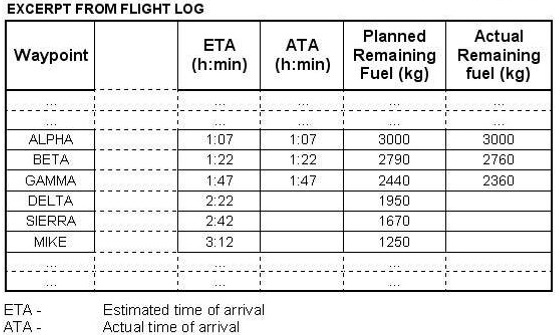 EXCERPT FROM FLIGHT LOG
Waypoint ETA (h:min) ATA (h:min) Planned Remaining Fuel (kg) Actual Remaining fuel (kg)
... ... ... ... ...
... ... ... ... ...
ALPHA 1:07 1:07 3000 3000
BETA 1:22 1:22 2790 2760
GAMMA 1:47 1:47 2440 2360
DELTA 2:22 1950
SIERRA 2:42 1670
MIKE 3:12 1250
... ... ... ... ...
... ... ... ... ...
ETA - Estimated time of arrival
ATA - Actual time of arrival